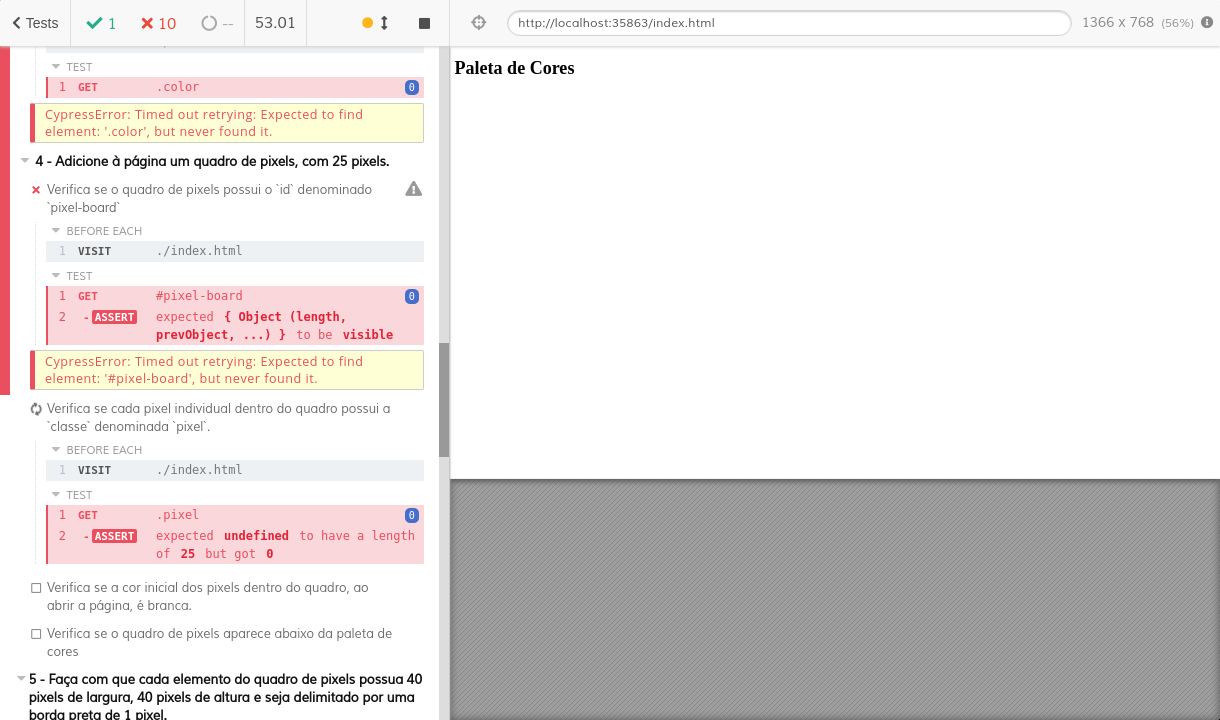 Tests
1
10
--
53.01
http://localhost:35863/index.html
1366 x 768 (56%)
TEST
1 GET .color 0
CypressError: Timed out retrying: Expected to find
element: '.color', but never found it.
4 - Adicione à página um quadro de pixels, com 25 pixels.
Verifica se o quadro de pixels possui o `id` denominado
`pixel-board`
BEFORE EACH
1 VISIT ./index.html
TEST
1 GET #pixel-board 0
2 -ASSERT expected { Object (length,
prevObject, ...) } to be visible
CypressError: Timed out retrying: Expected to find
element: '#pixel-board', but never found it.
Verifica se cada pixel individual dentro do quadro possui a
`classe` denominada `pixel`.
BEFORE EACH
1 VISIT ./index.html
TEST
1 GET .pixel 0
2 -ASSERT expected undefined to have a length
of 25 but got 0
Verifica se a cor inicial dos pixels dentro do quadro, ao
abrir a página, é branca.
Verifica se o quadro de pixels aparece abaixo da paleta de
cores
5 - Faça com que cada elemento do quadro de pixels possua 40
pixels de largura, 40 pixels de altura e seja delimitado por uma
borda preta de 1 pixel.
Paleta de Cores